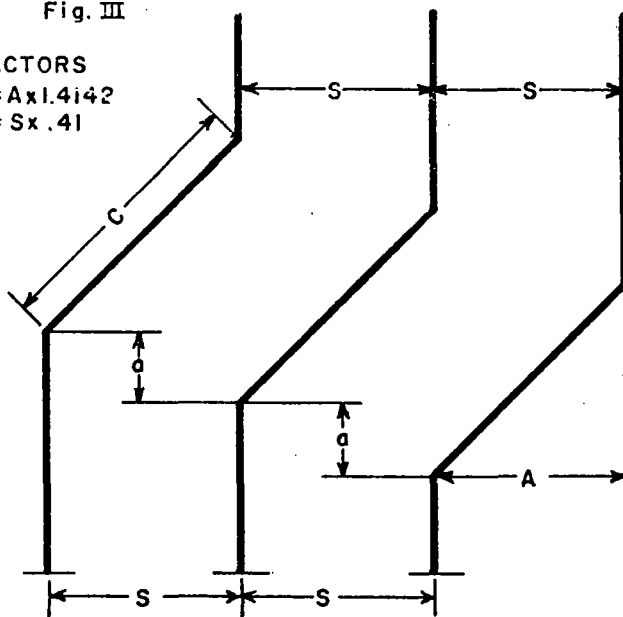 Fig. III
CTORS
= A x 1.4142
= S x .41
S
S
C
a
a
A
S
S